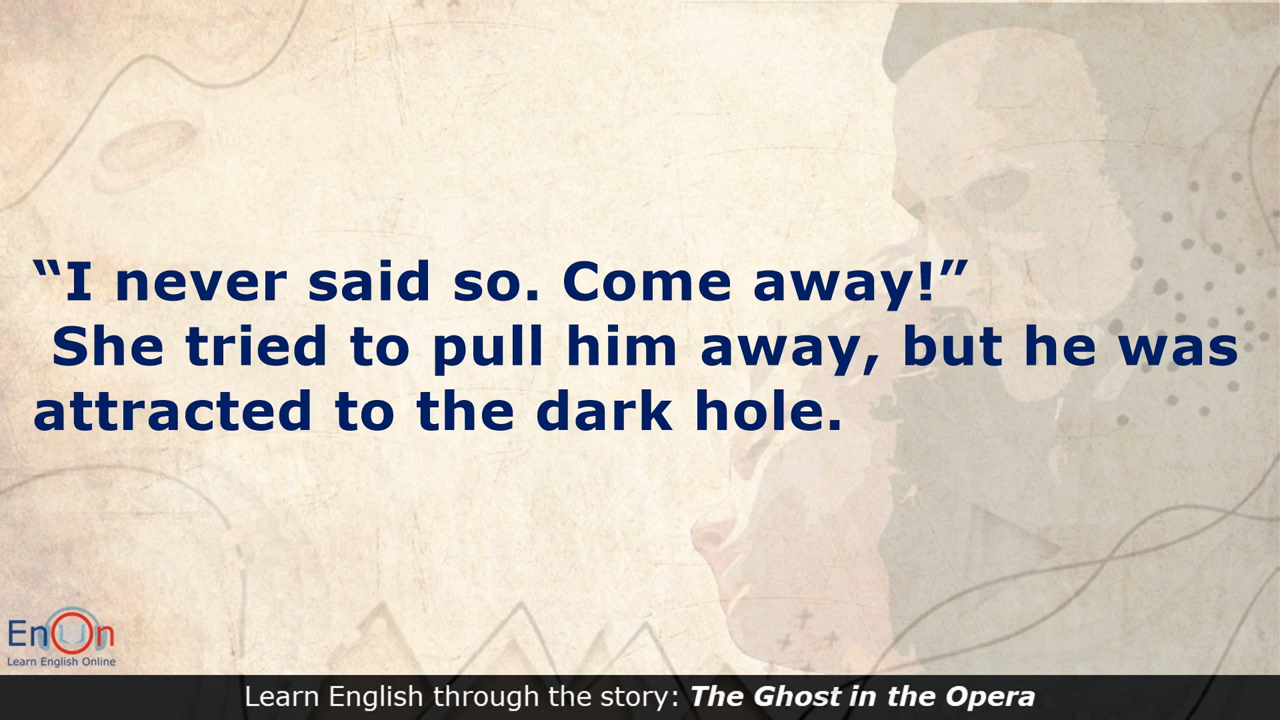 “I never said so. Come away!”
She tried to pull him away, but he was
attracted to the dark hole.
EnOn
Learn English Online
Learn English through the story: The Ghost in the Opera